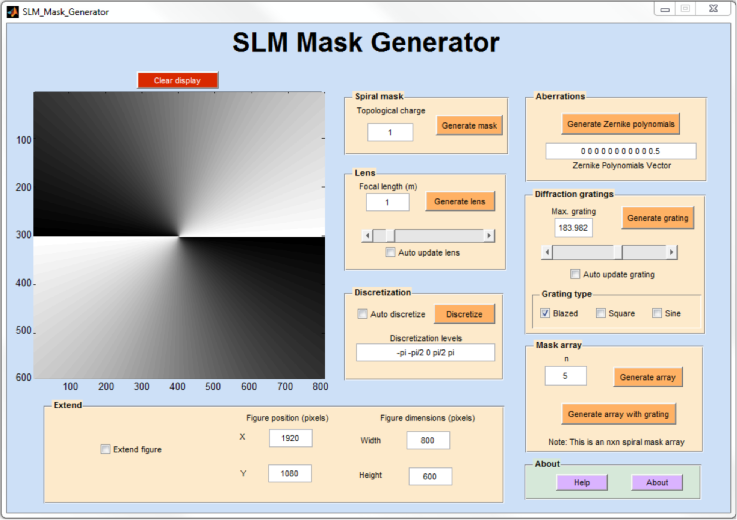 SLM_Mask_Generator
SLM Mask Generator
Clear display
100
200
300
400
500
600
100 200 300 400 500 600 700 800
Spiral mask
Topological charge
1
Generate mask
Lens
Focal length (m)
1
Generate lens
Auto update lens
Discretization
Auto discretize
Discretize
Discretization levels
-pi -pi/2 0 pi/2 pi
Aberrations
Generate Zernike polynomials
0 0 0 0 0 0 0 0 0 0 0.5
Zernike Polynomials Vector
Diffraction gratings
Max. grating
183.982
Generate grating
Auto update grating
Grating type
Blazed Square Sine
Mask array
n
5
Generate array
Generate array with grating
Note: This is an nxn spiral mask array
Extend
Extend figure
Figure position (pixels)
X 1920
Y 1080
Figure dimensions (pixels)
Width 800
Height 600
About
Help About